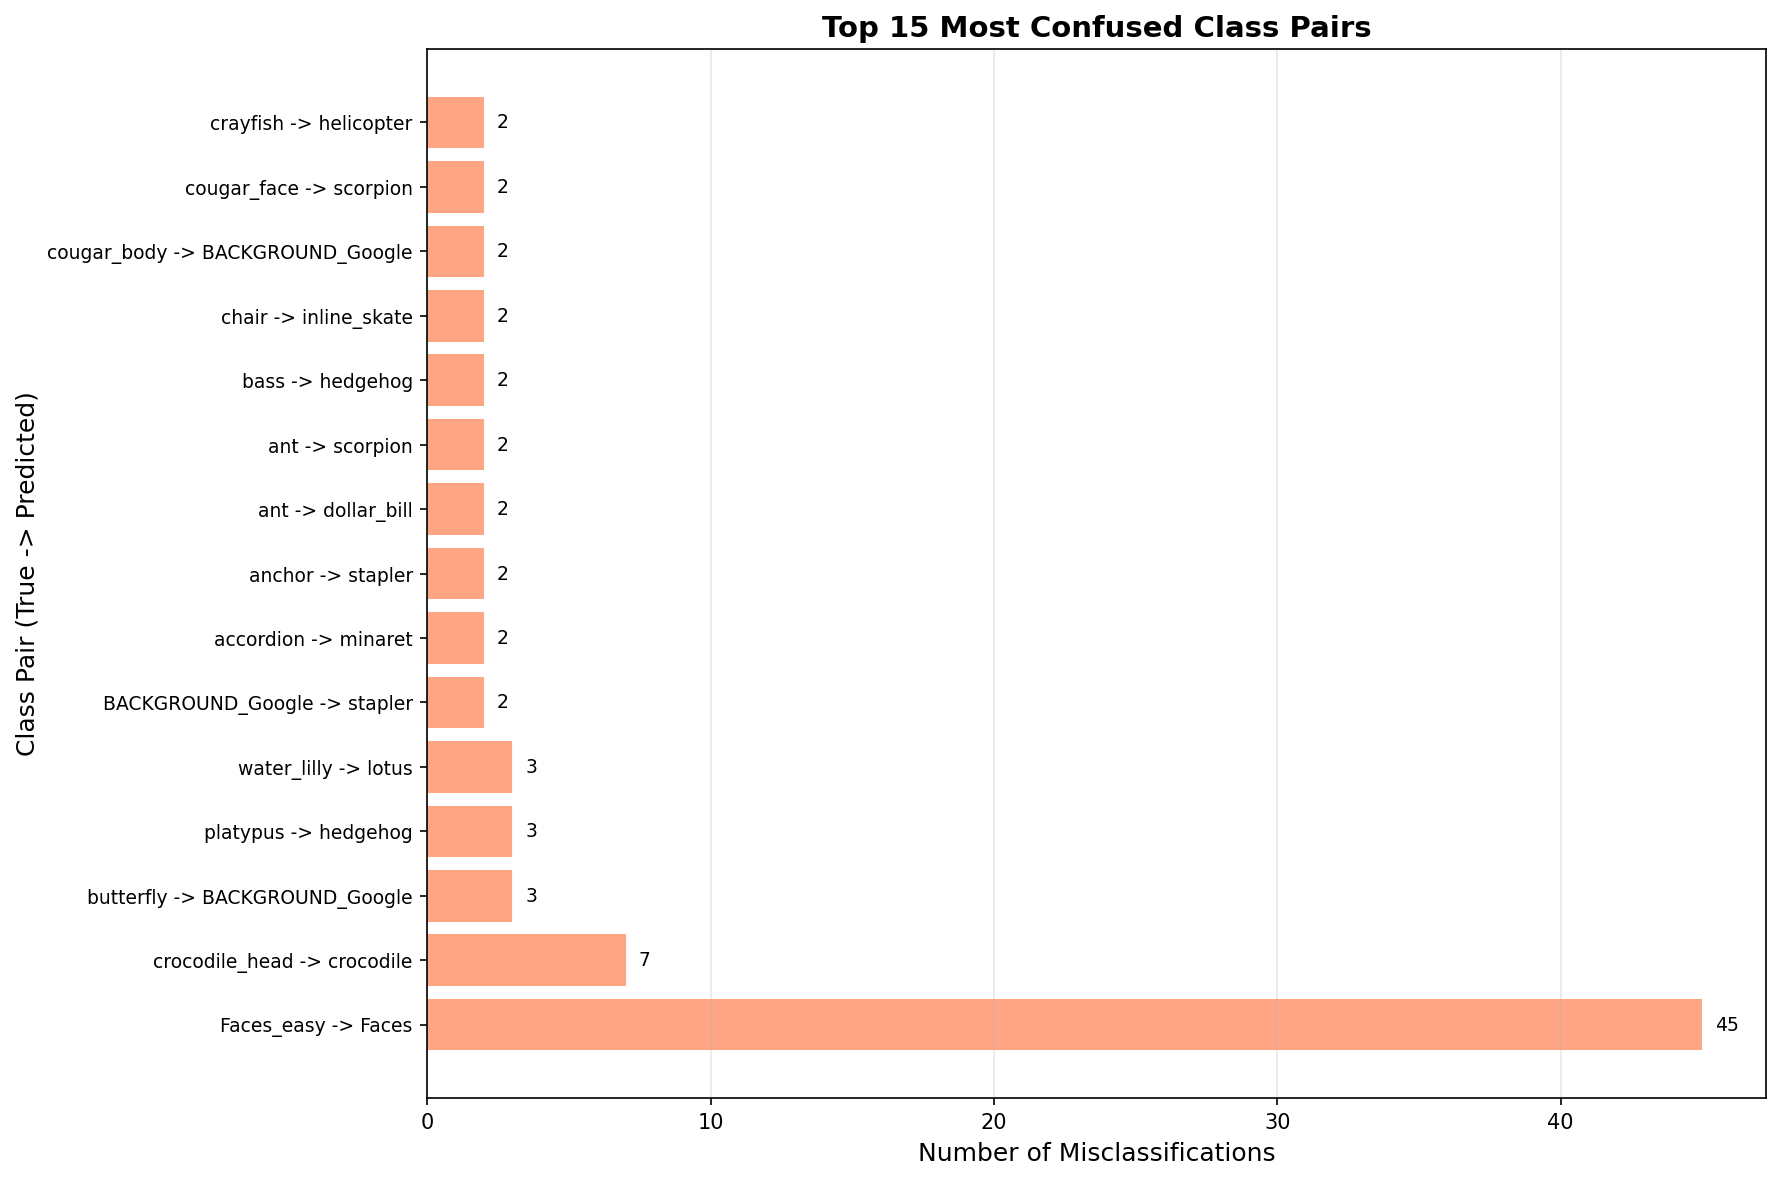 Top 15 Most Confused Class Pairs
Class Pair (True -> Predicted)
crayfish -> helicopter 2
cougar_face -> scorpion 2
cougar_body -> BACKGROUND_Google 2
chair -> inline_skate 2
bass -> hedgehog 2
ant -> scorpion 2
ant -> dollar_bill 2
anchor -> stapler 2
accordion -> minaret 2
BACKGROUND_Google -> stapler 2
water_lilly -> lotus 3
platypus -> hedgehog 3
butterfly -> BACKGROUND_Google 3
crocodile_head -> crocodile 7
Faces_easy -> Faces 45
0 10 20 30 40
Number of Misclassifications